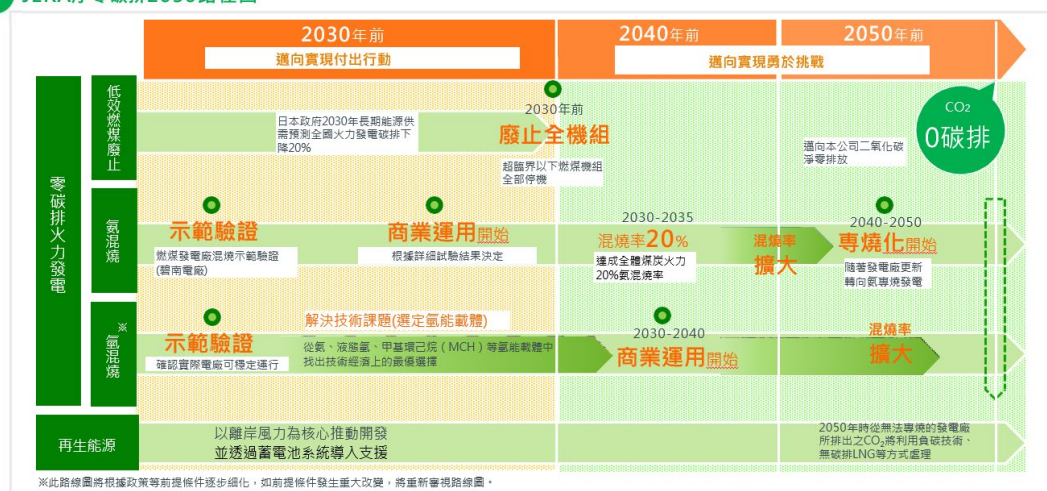 JERA淨零碳排2050路徑圖
2030年前
2040年前
2050年前
邁向實現付出行動
邁向實現勇於挑戰
零碳排火力發電
低效燃煤廢止
日本政府2030年長期能源供
需預測全國火力發電碳排下
降20%
2030年前
廢止全機組
超臨界以下燃煤機組
全部停機
邁向本公司二氧化碳
淨零排放
CO2
0碳排
氨混燒
示範驗證
燃煤發電廠混燒示範驗證
(碧南電廠)
商業運用開始
根據詳細試驗結果決定
2030-2035
混燒率20%
達成全體煤炭火力
20%氨混燒率
混燒率
擴大
2040-2050
専燒化開始
隨著發電廠更新
轉向氨專燒發電
※
氫混燒
示範驗證
確認實際電廠可穩定運行
解決技術課題(選定氫能載體)
從氨、液態氫、甲基環己烷（MCH）等氫能載體中
找出技術經濟上的最優選擇
2030-2040
商業運用開始
混燒率
擴大
再生能源
以離岸風力為核心推動開發
並透過蓄電池系統導入支援
2050年時從無法專燒的發電廠
所排出之CO2將利用負碳技術、
無碳排LNG等方式處理
※此路線圖將根據政策等前提條件逐步細化，如前提條件發生重大改變，將重新審視路線圖。